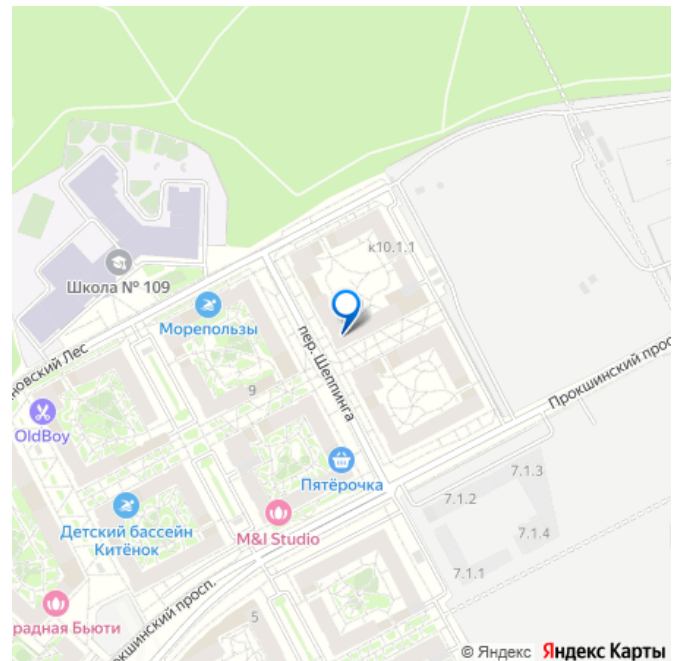 к10.1.1
Школа № 109
Морепользы
пер. Шеппинга
новский Лес
Прокшинский просп
9
OldBoy
Пятёрочка
7.1.3
7.1.2
Детский бассейн
Китёнок
M&I Studio
7.1.4
7.1.1
радная Бьюти
окшинский просп.
5
© Яндекс Яндекс Карты